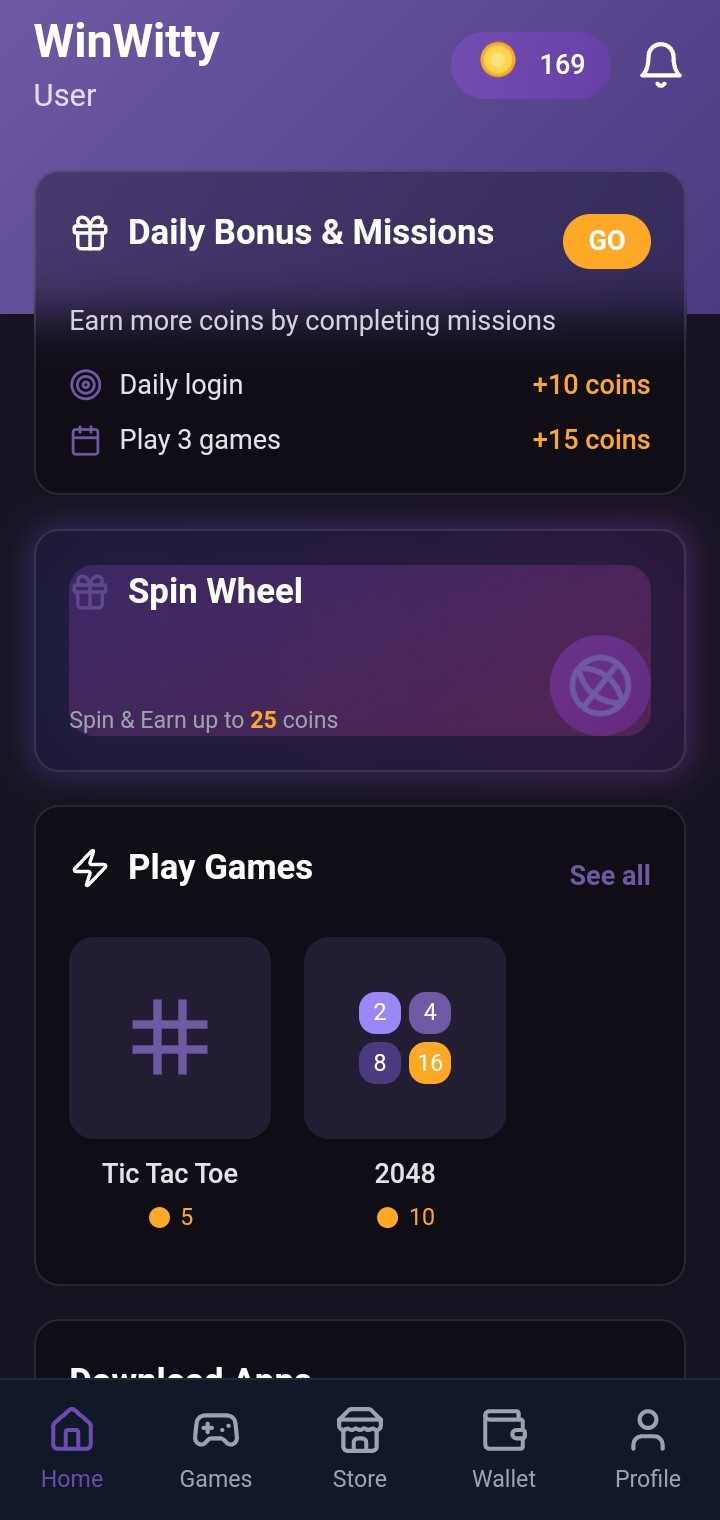 WinWitty
User
169
Daily Bonus & Missions
GO
Earn more coins by completing missions
Daily login
+10 coins
Play 3 games
+15 coins
Spin Wheel
Spin & Earn up to 25 coins
Play Games
See all
2 4
8 16
Tic Tac Toe
2048
5
10
Download Apps
Home
Games
Store
Wallet
Profile